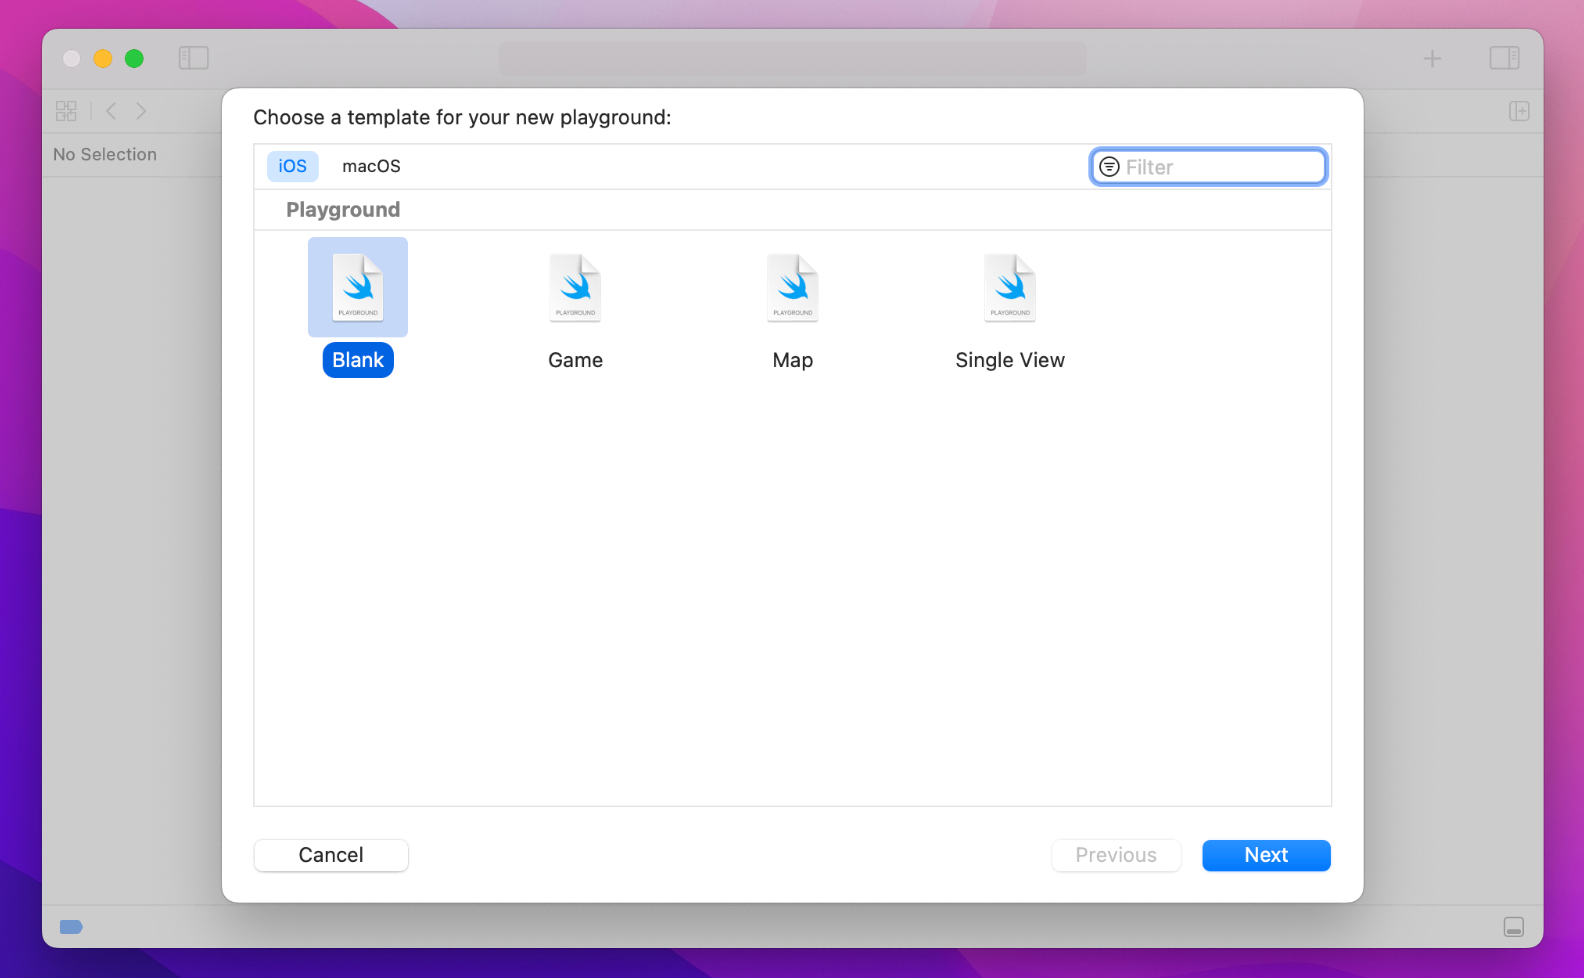 No Selection
Choose a template for your new playground:
iOS macOS Filter
Playground
PLAYGROUND PLAYGROUND PLAYGROUND PLAYGROUND
Blank Game Map Single View
Cancel Previous Next